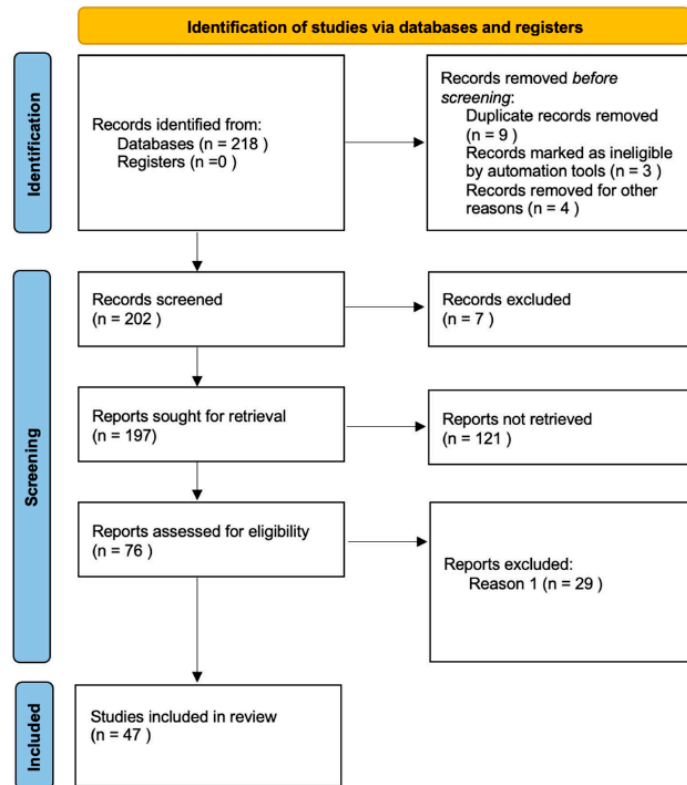 Identification of studies via databases and registers
Identification
Records identified from:
Databases (n = 218 )
Registers (n =0 )
Records removed before
screening:
Duplicate records removed
(n = 9 )
Records marked as ineligible
by automation tools (n = 3 )
Records removed for other
reasons (n = 4 )
Screening
Records screened
(n = 202 )
Records excluded
(n = 7 )
Reports sought for retrieval
(n = 197)
Reports not retrieved
(n = 121 )
Reports assessed for eligibility
(n = 76 )
Reports excluded:
Reason 1 (n = 29 )
Included
Studies included in review
(n = 47 )